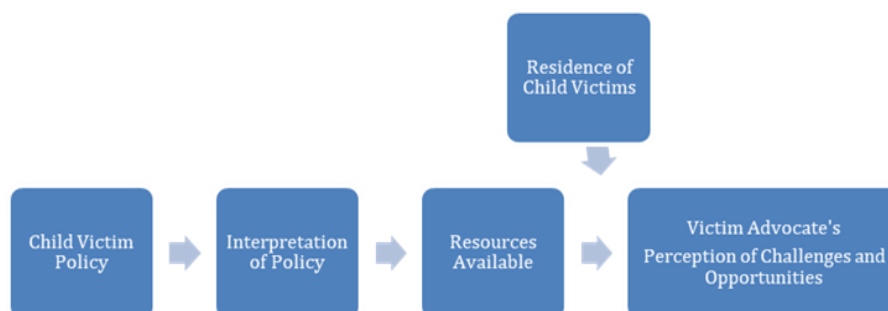 Residence of
Child Victims
Child Victim
Policy
Interpretation
of Policy
Resources
Available
Victim Advocate's
Perception of Challenges and
Opportunities